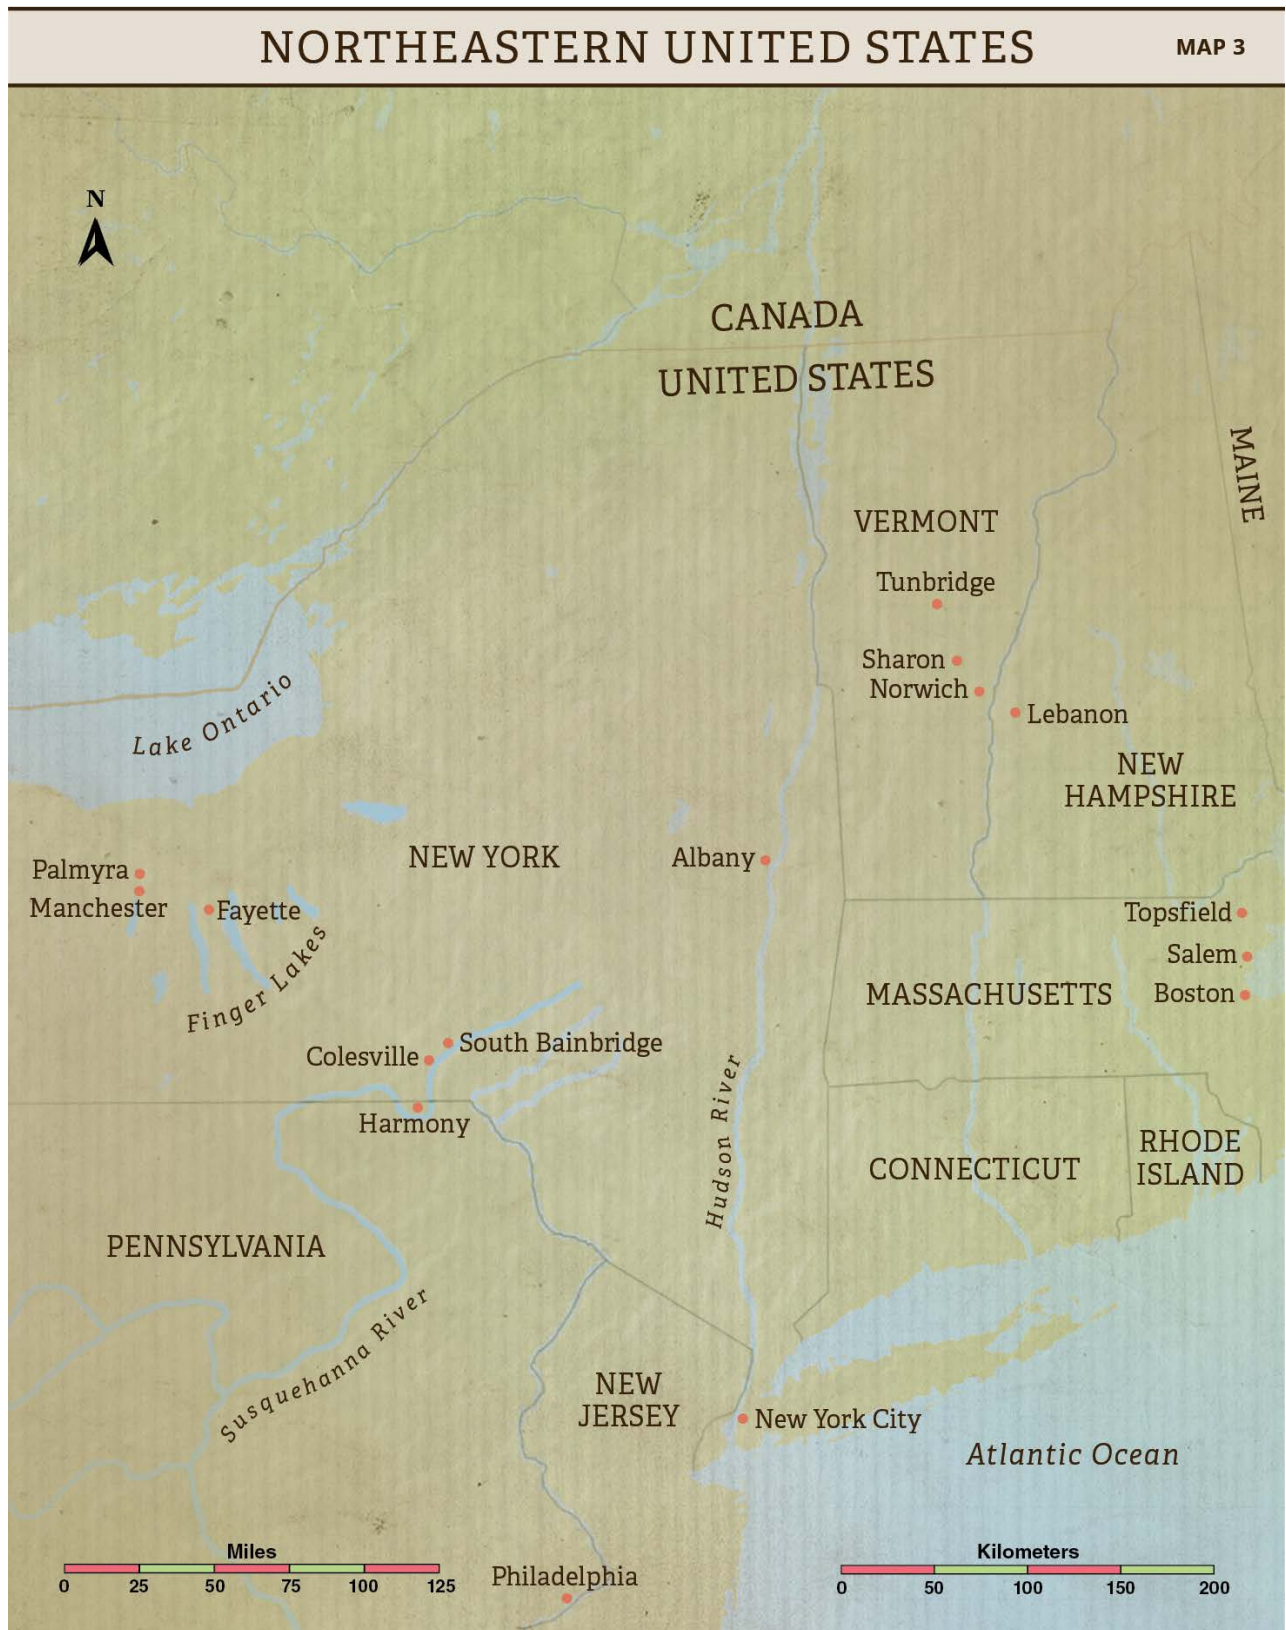 NORTHEASTERN UNITED STATES
MAP 3
N
CANADA
UNITED STATES
MAINE
VERMONT
Tunbridge
Sharon
Norwich
Lebanon
Lake Ontario
NEW
HAMPSHIRE
NEW YORK
Albany
Palmyra
Manchester
Fayette
Finger Lakes
Topsfield
Salem
Boston
MASSACHUSETTS
South Bainbridge
Colesville
Harmony
Hudson River
CONNECTICUT
RHODE
ISLAND
PENNSYLVANIA
Susquehanna River
NEW
JERSEY
New York City
Atlantic Ocean
Miles
0 25 50 75 100 125
Philadelphia
Kilometers
0 50 100 150 200